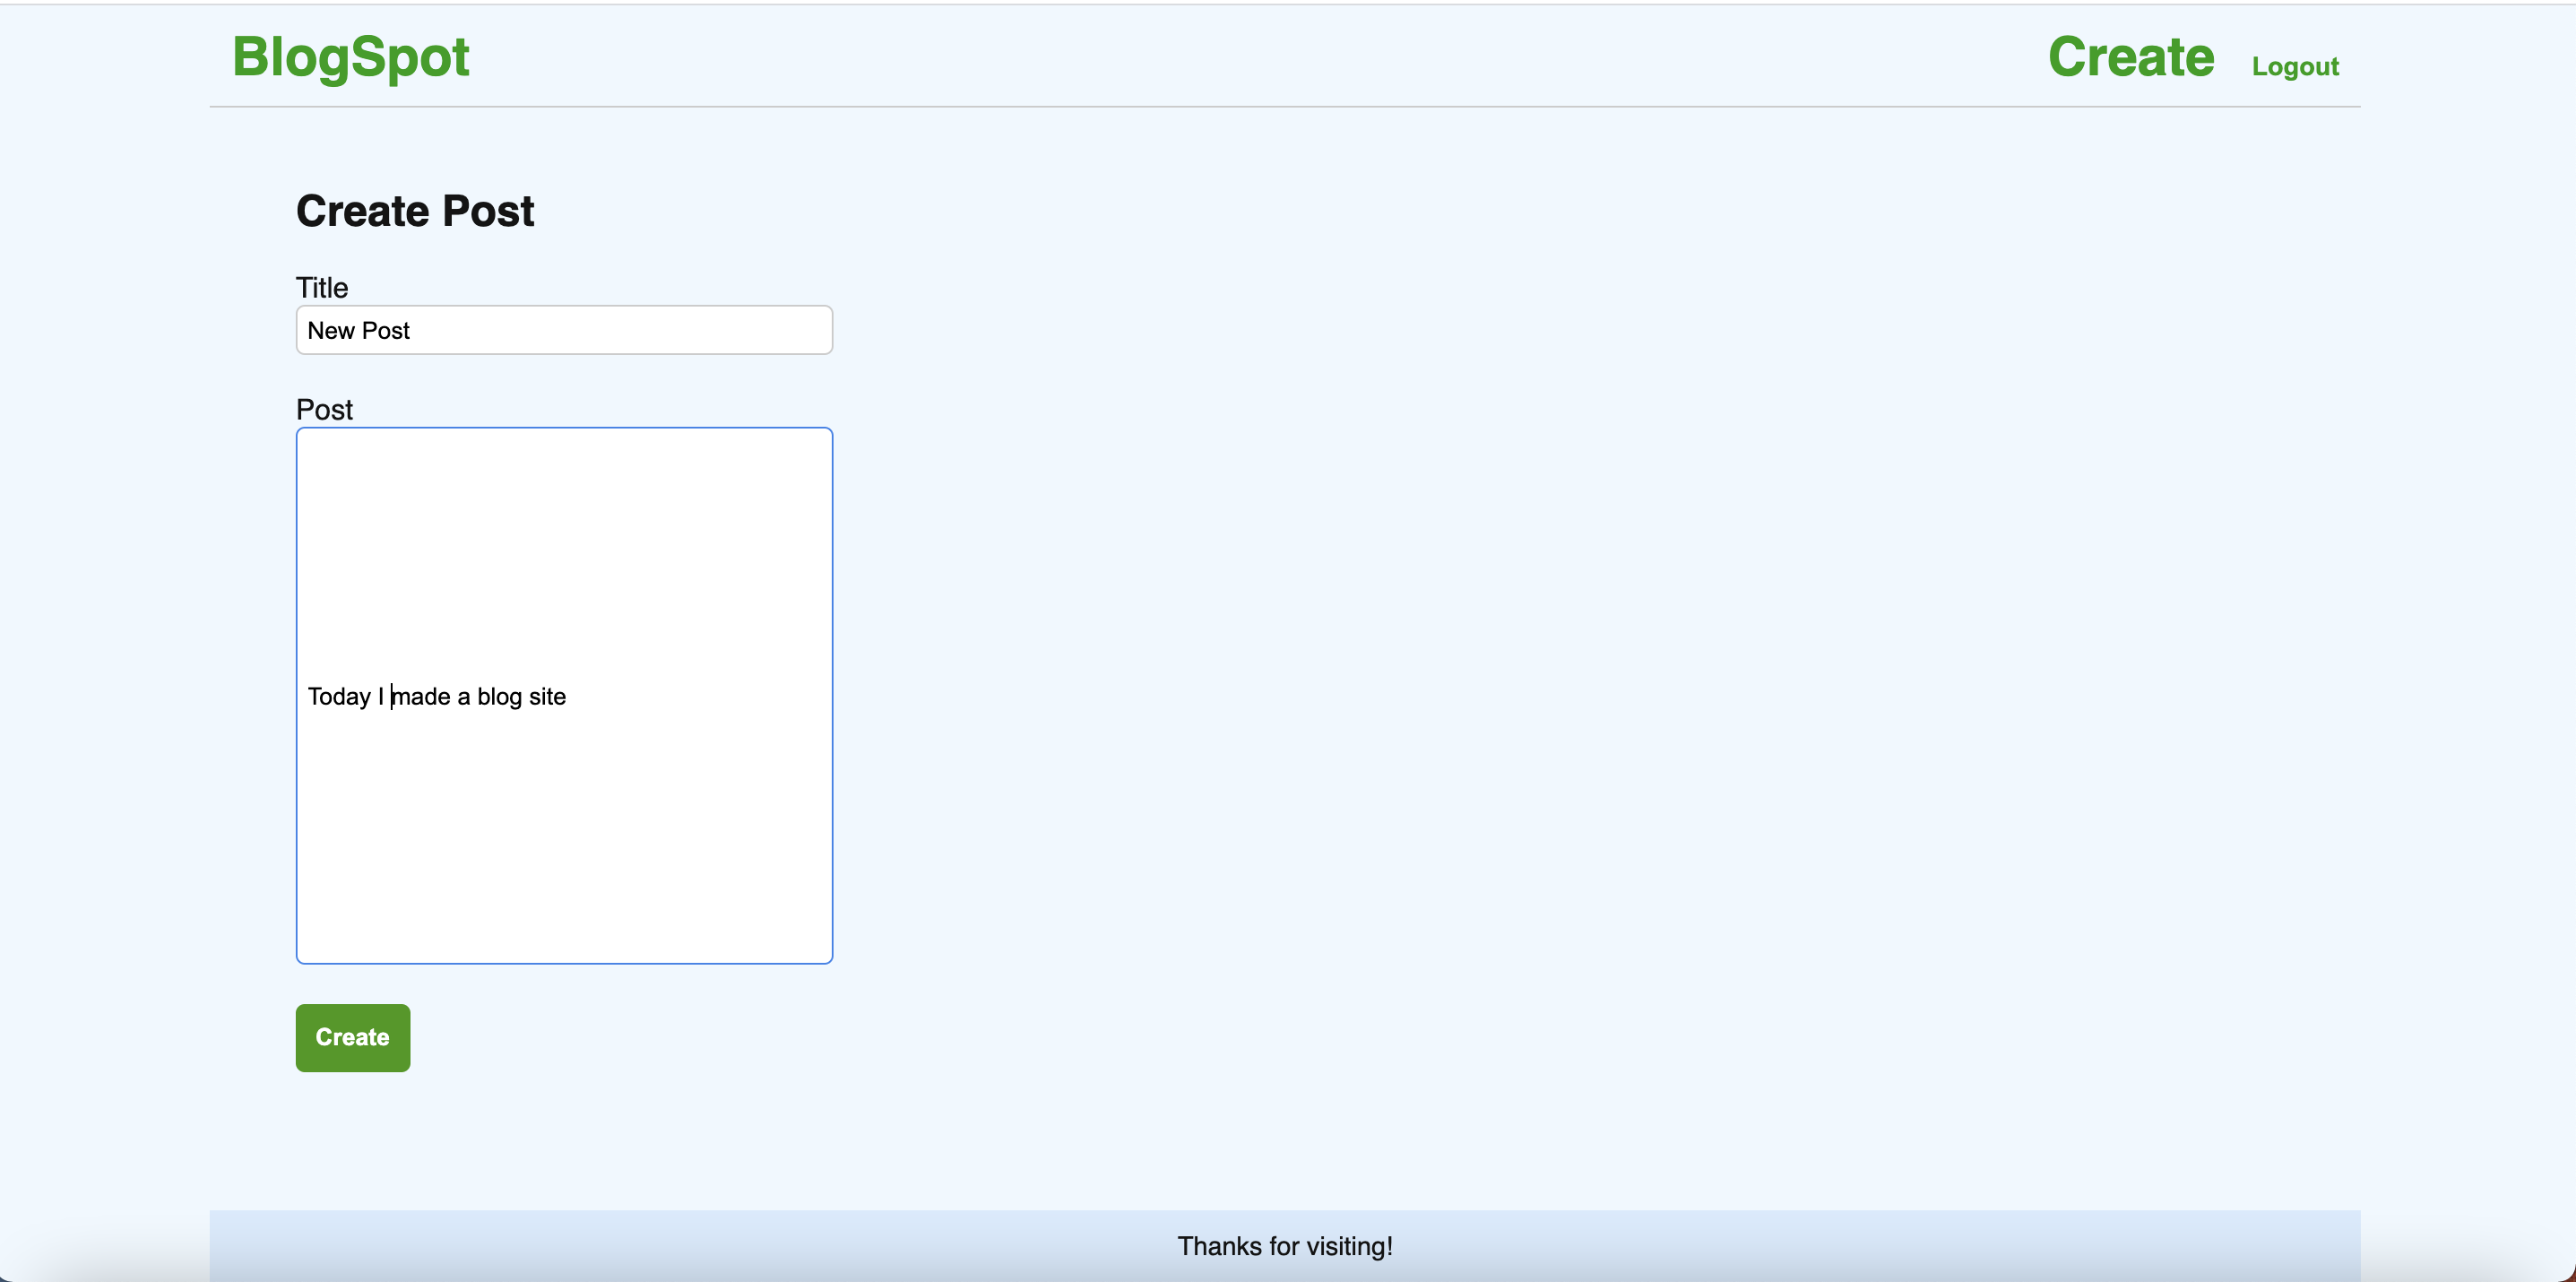 BlogSpot
Create Logout
Create Post
Title
New Post
Post
Today I made a blog site
Create
Thanks for visiting!